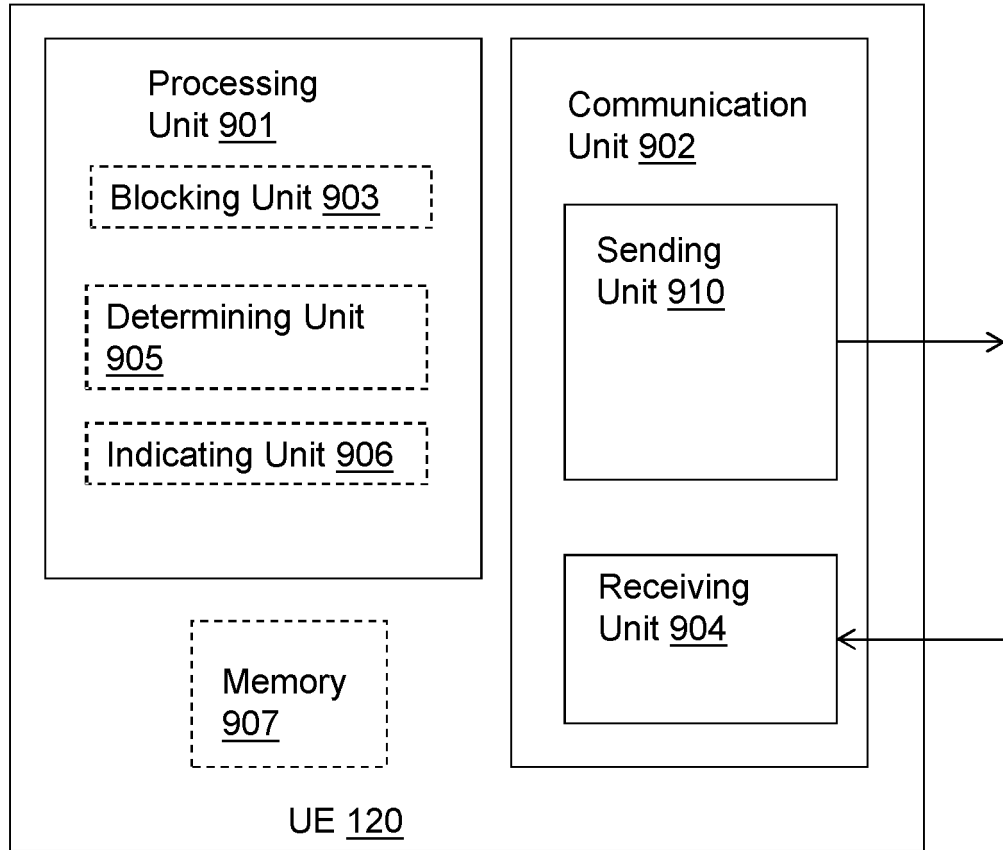 Processing
Unit 901
Blocking Unit 903
Determining Unit
905
Indicating Unit 906
Memory
907
Communication
Unit 902
Sending
Unit 910
Receiving
Unit 904
UE 120